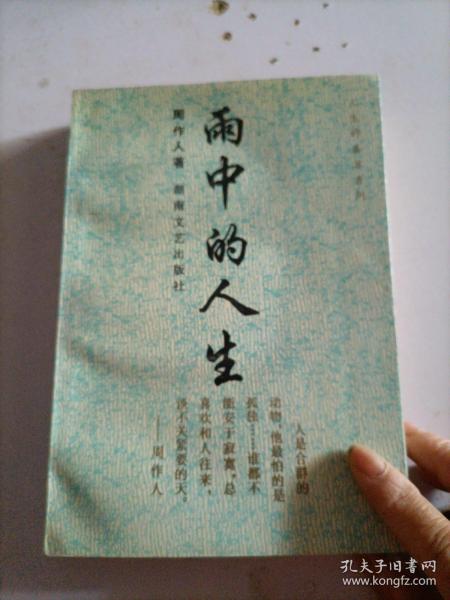 雨中的人生
周作人著 湖南文艺出版社
人是合群的
动物，他最怕的是
孤独……谁都不
能安于寂寞，总
喜欢和人往来，
谈不关紧要的天。
——周作人
孔夫子旧书网
www.kongfz.com